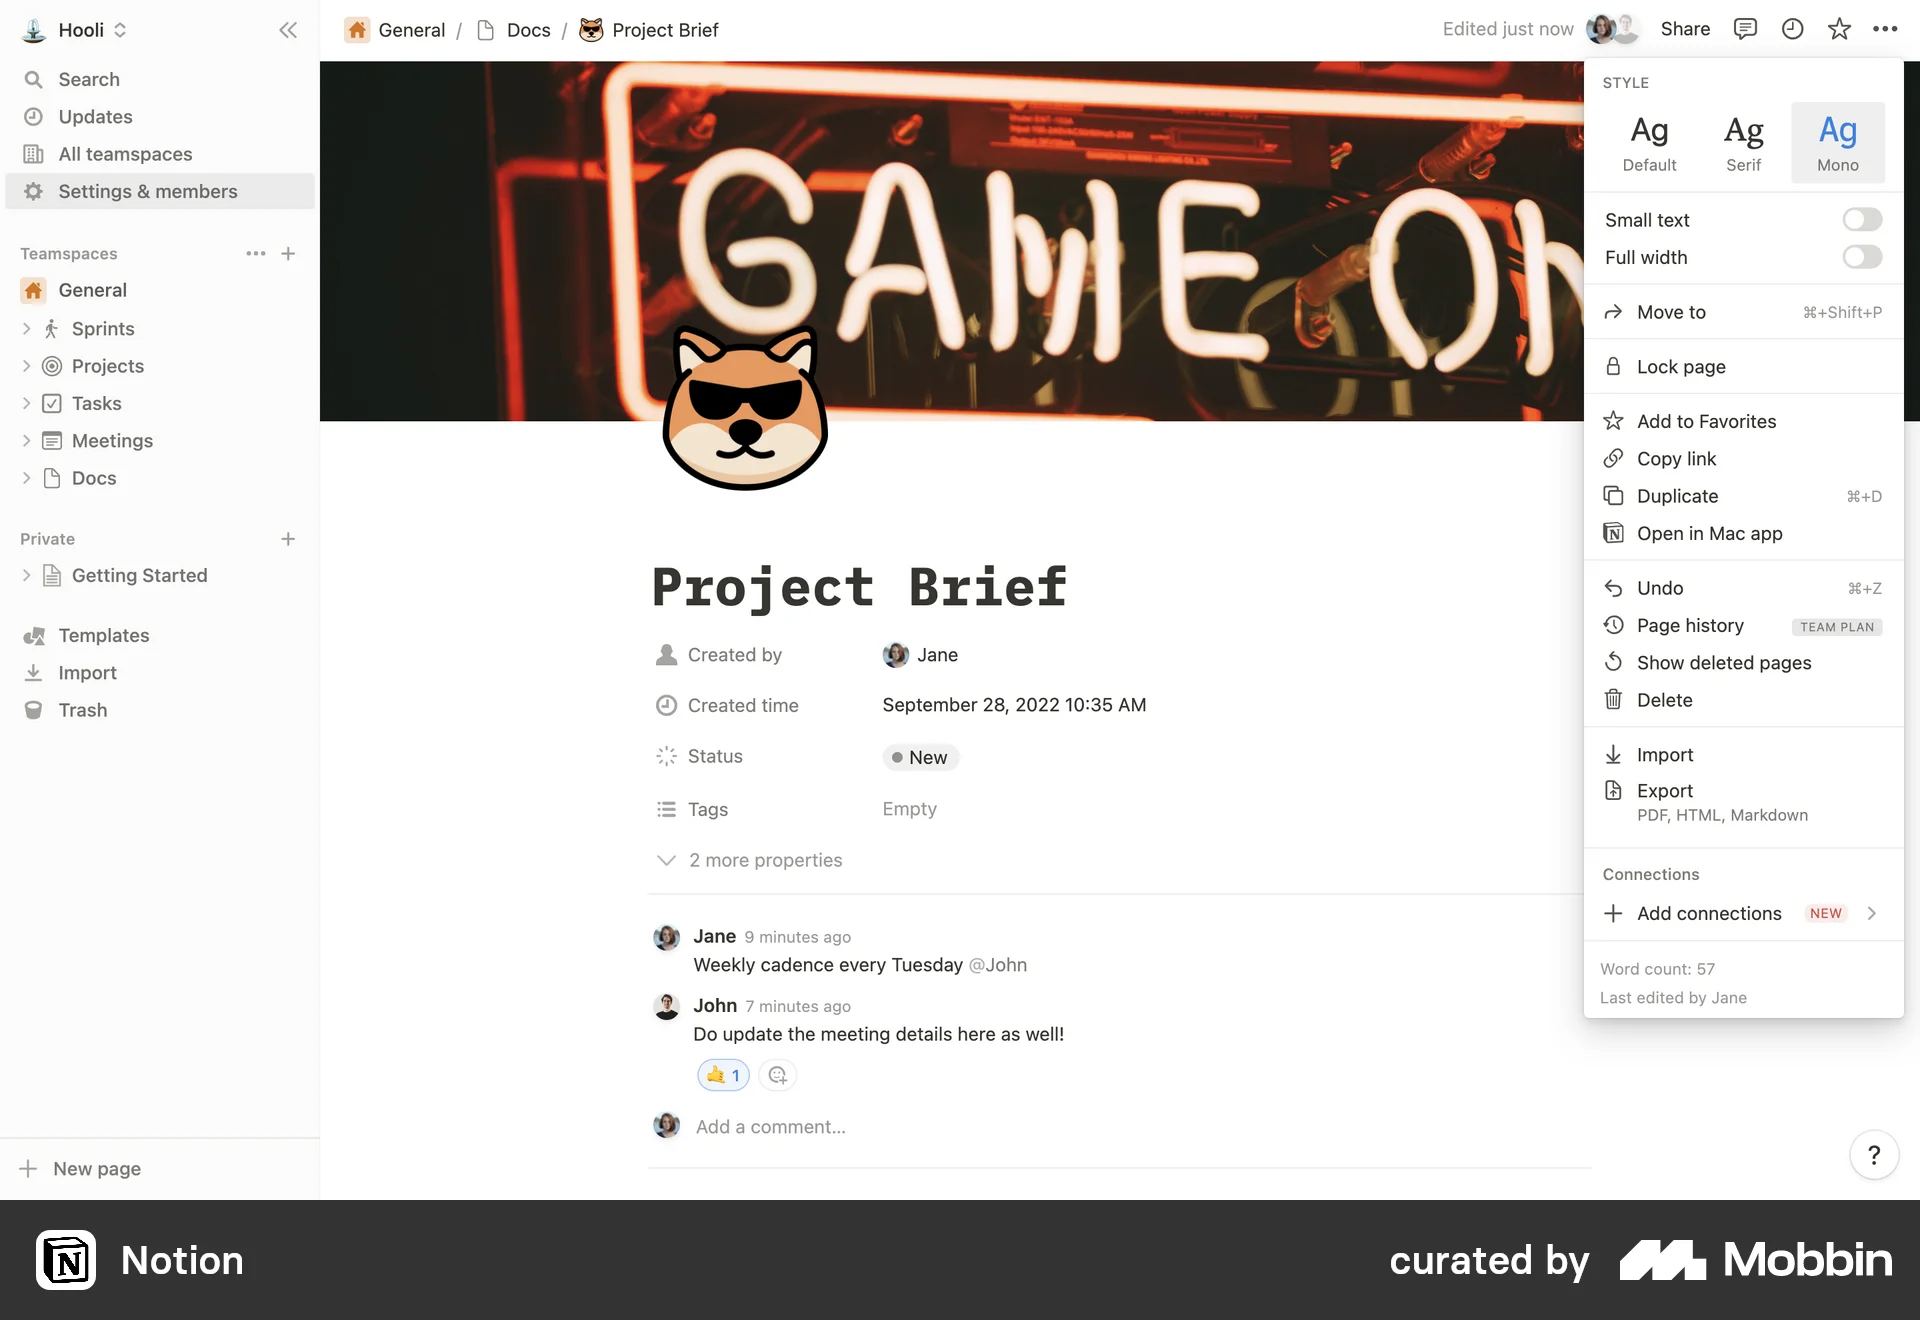 Hooli
Search
Updates
All teamspaces
Settings & members
Teamspaces
General
Sprints
Projects
Tasks
Meetings
Docs
Private
Getting Started
Templates
Import
Trash
New page
General / Docs / Project Brief
Edited just now
Share
GAME ON
Project Brief
Created by Jane
Created time September 28, 2022 10:35 AM
Status New
Tags Empty
2 more properties
Jane 9 minutes ago
Weekly cadence every Tuesday @John
John 7 minutes ago
Do update the meeting details here as well!
🤙 1
Add a comment...
STYLE
Ag Ag Ag
Default Serif Mono
Small text
Full width
Move to ⌘+Shift+P
Lock page
Add to Favorites
Copy link
Duplicate ⌘+D
Open in Mac app
Undo ⌘+Z
Page history TEAM PLAN
Show deleted pages
Delete
Import
Export
PDF, HTML, Markdown
Connections
Add connections NEW
Word count: 57
Last edited by Jane
?
Notion
curated by Mobbin